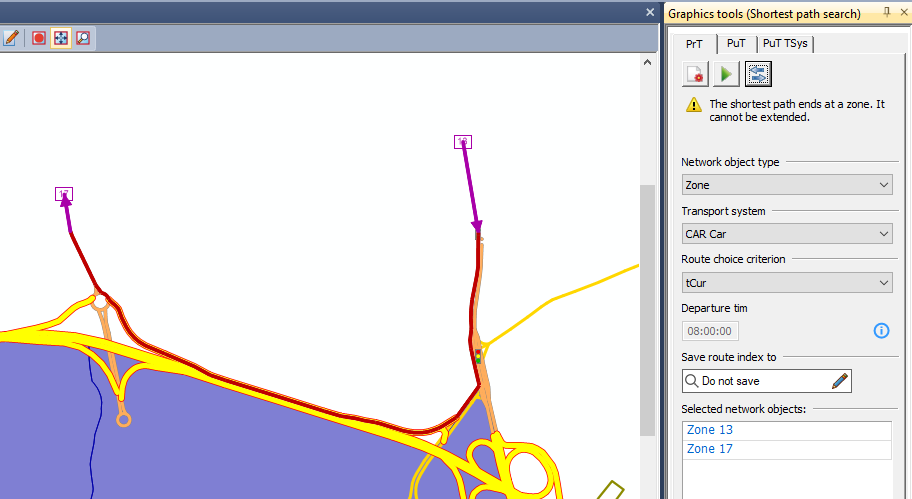 Graphics tools (Shortest path search)
PrT
PuT
PuT TSys
The shortest path ends at a zone. It
cannot be extended.
Network object type
Zone
Transport system
CAR Car
Route choice criterion
tCur
Departure tim
08:00:00
Save route index to
Do not save
Selected network objects:
Zone 13
Zone 17
17